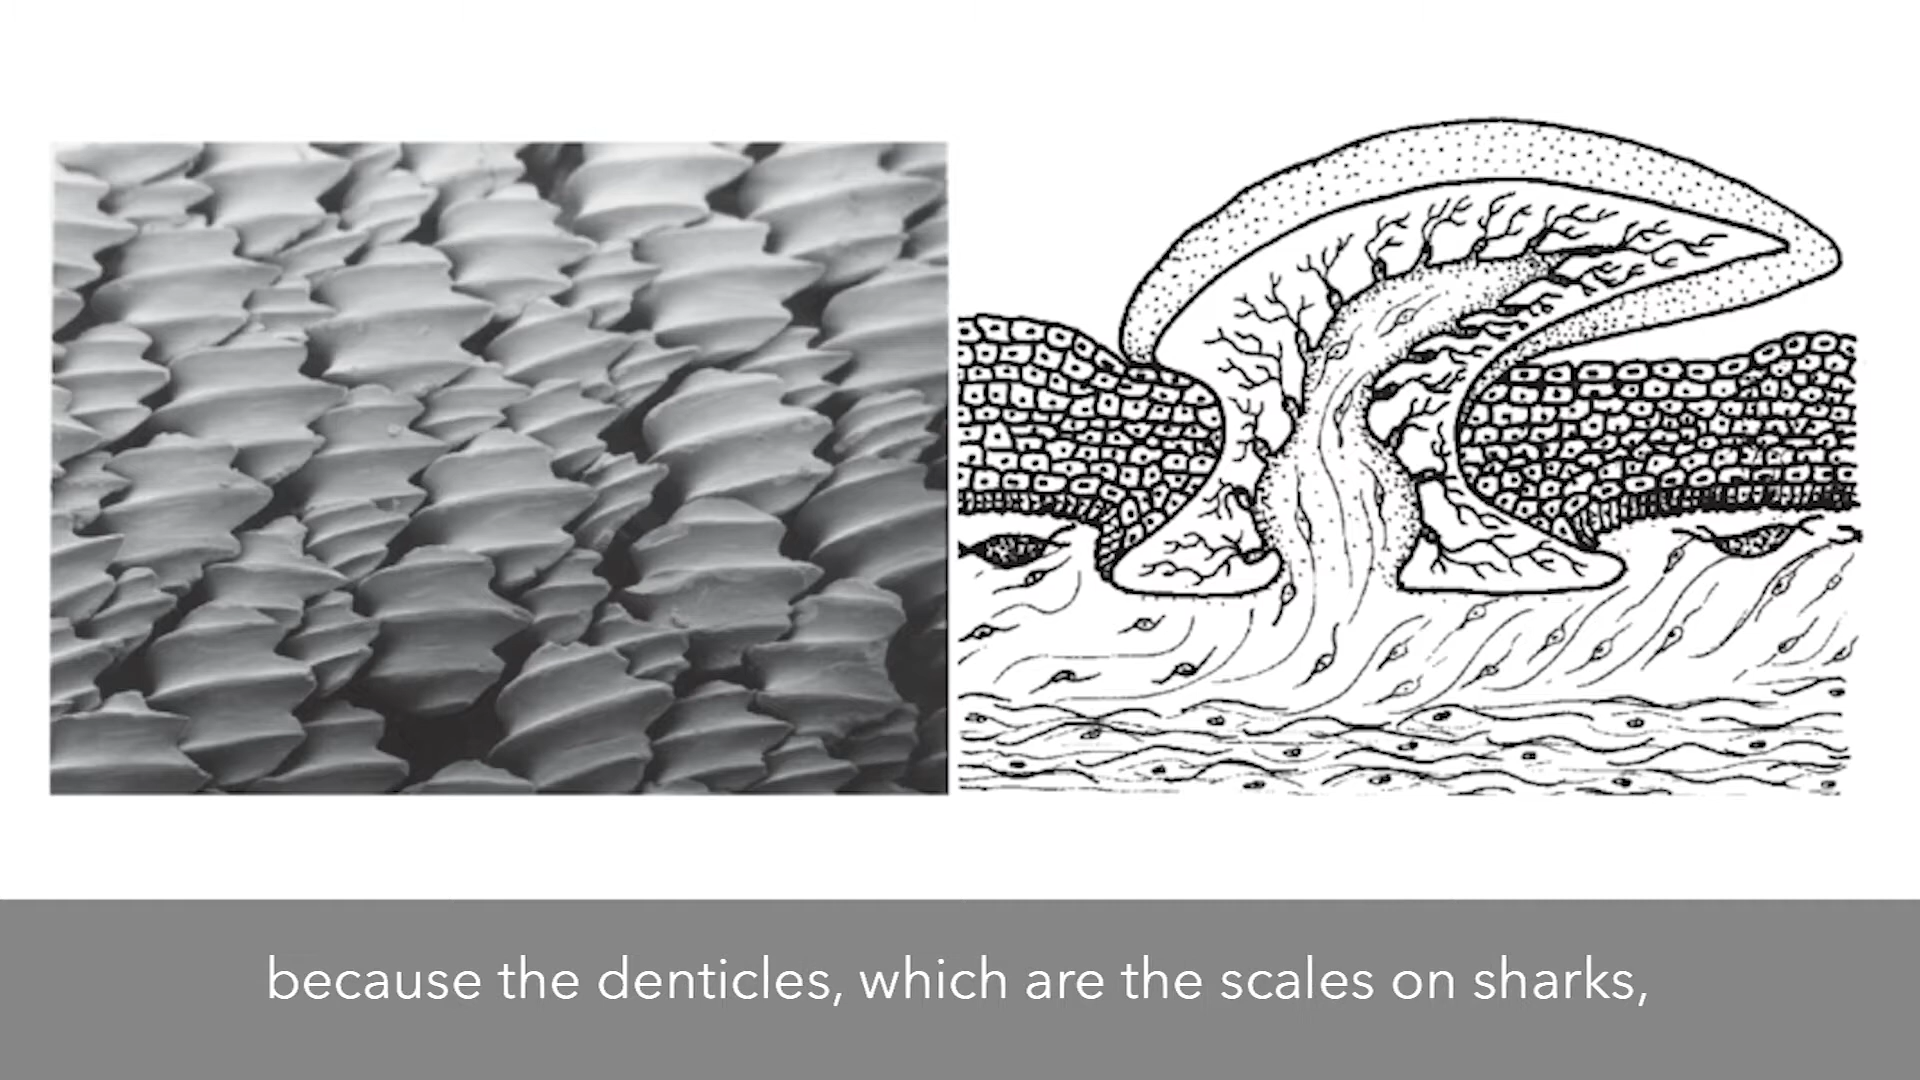 because the denticles, which are the scales on sharks,